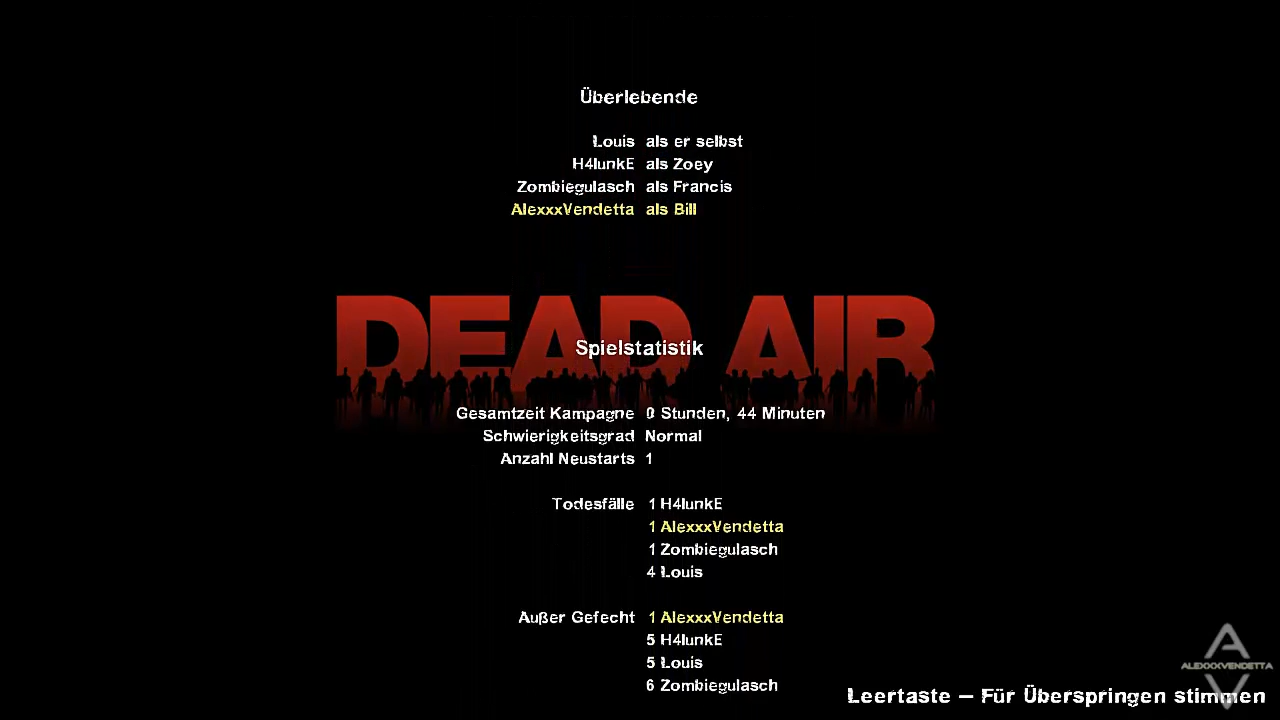 Überlebende
Louis als er selbst
H4lunkE als Zoey
Zombiegulasch als Francis
AlexxxVendetta als Bill
DEAD AIR
Spielstatistik
Gesamtzeit Kampagne 0 Stunden, 44 Minuten
Schwierigkeitsgrad Normal
Anzahl Neustarts 1
Todesfälle 1 H4lunkE
1 AlexxxVendetta
1 Zombiegulasch
4 Louis
Außer Gefecht 1 AlexxxVendetta
5 H4lunkE
5 Louis
6 Zombiegulasch
A
ALEXXXVENDETTA
V
Leertaste – Für Überspringen stimmen